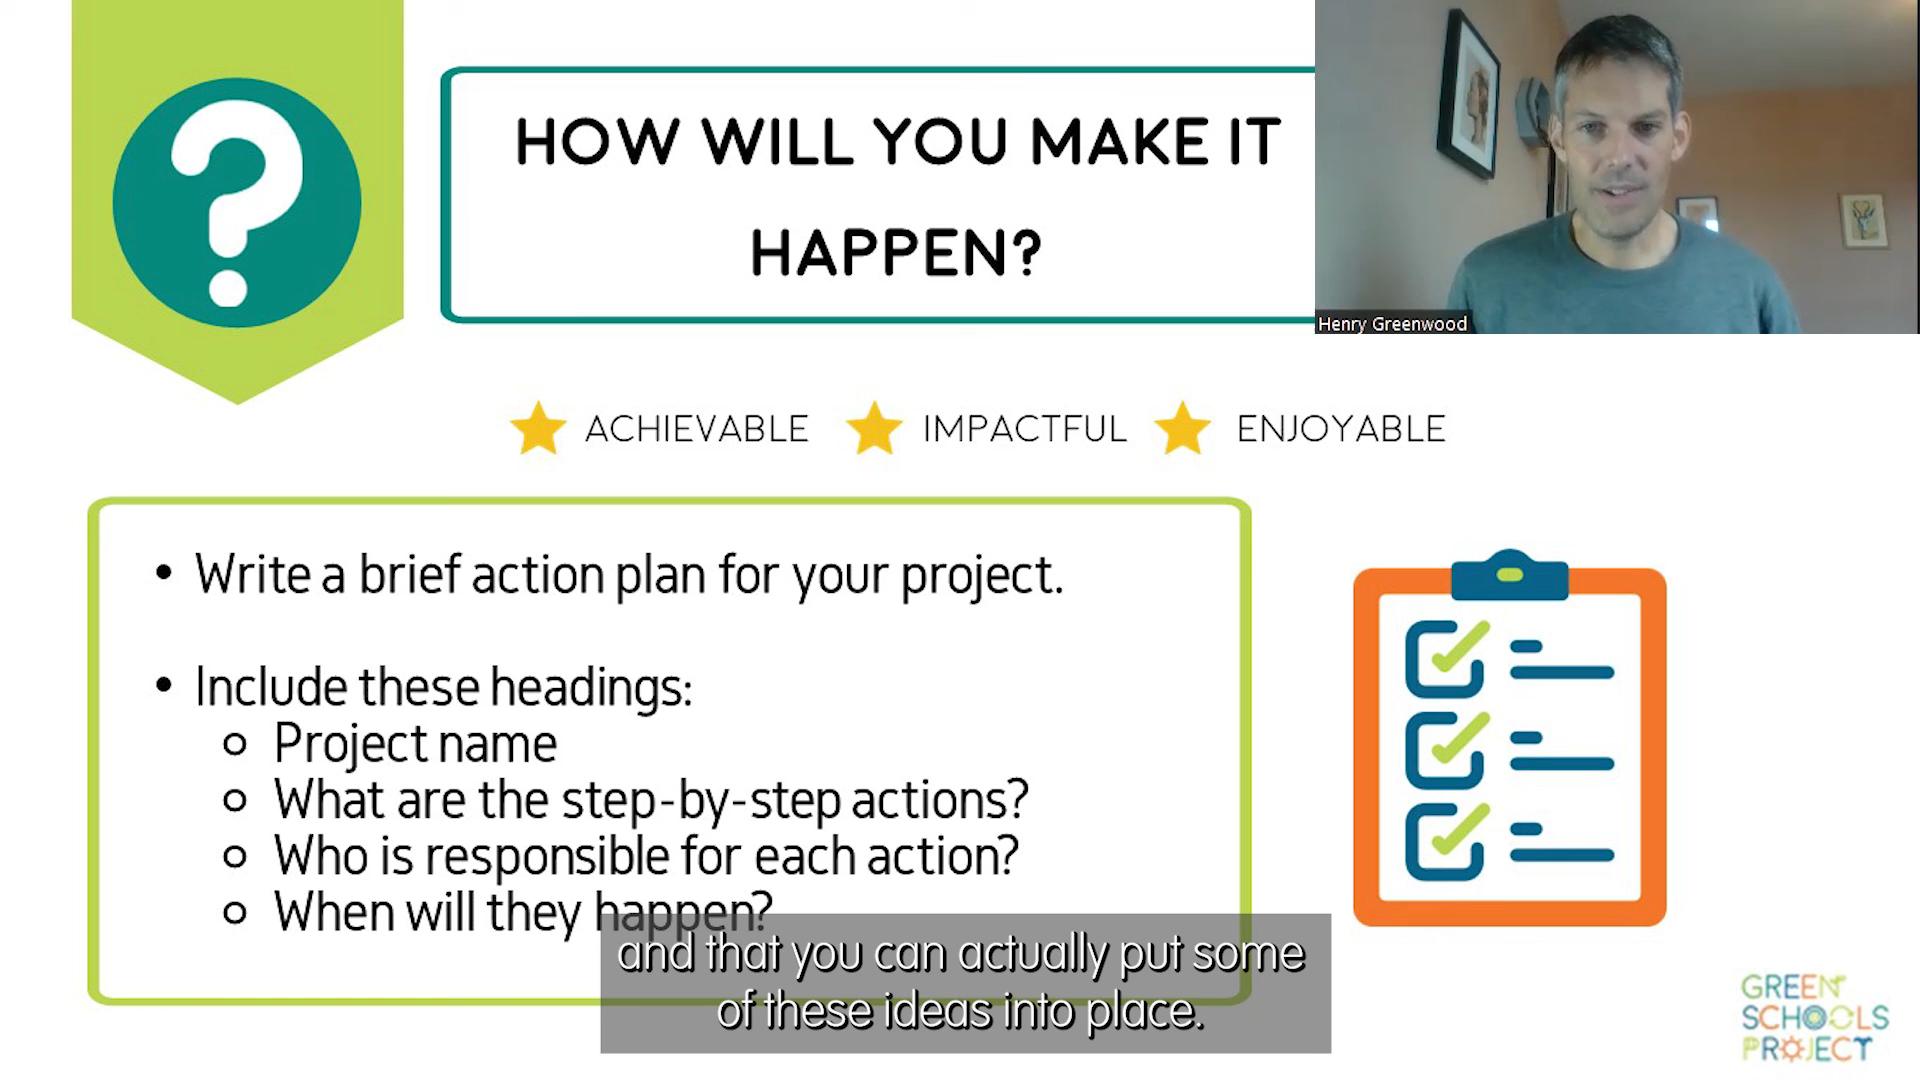 HOW WILL YOU MAKE IT
HAPPEN?
Henry Greenwood
ACHIEVABLE IMPACTFUL ENJOYABLE
• Write a brief action plan for your project.
• Include these headings:
Project name
What are the step-by-step actions?
Who is responsible for each action?
When will they happen?
and that you can actually put some
of these ideas into place.
GREEN
SCHOOLS
PROJECT